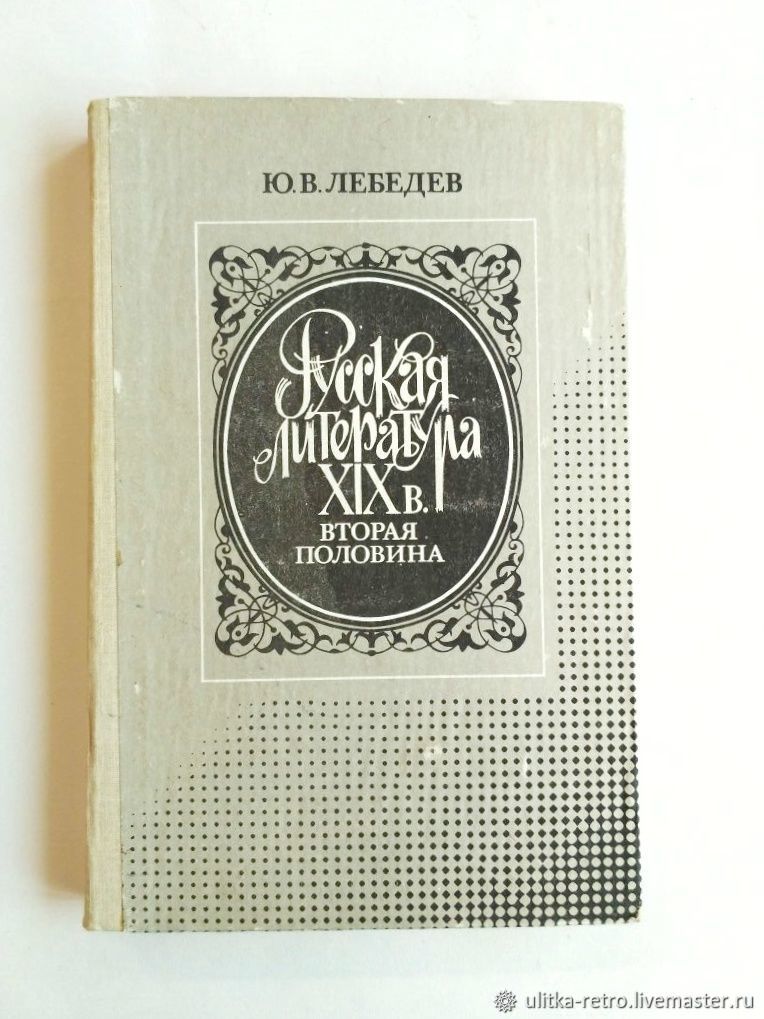 Ю.В.ЛЕБЕДЕВ
Русская
литература
XIX в.
ВТОРАЯ
ПОЛОВИНА
ulitka-retro.livemaster.ru